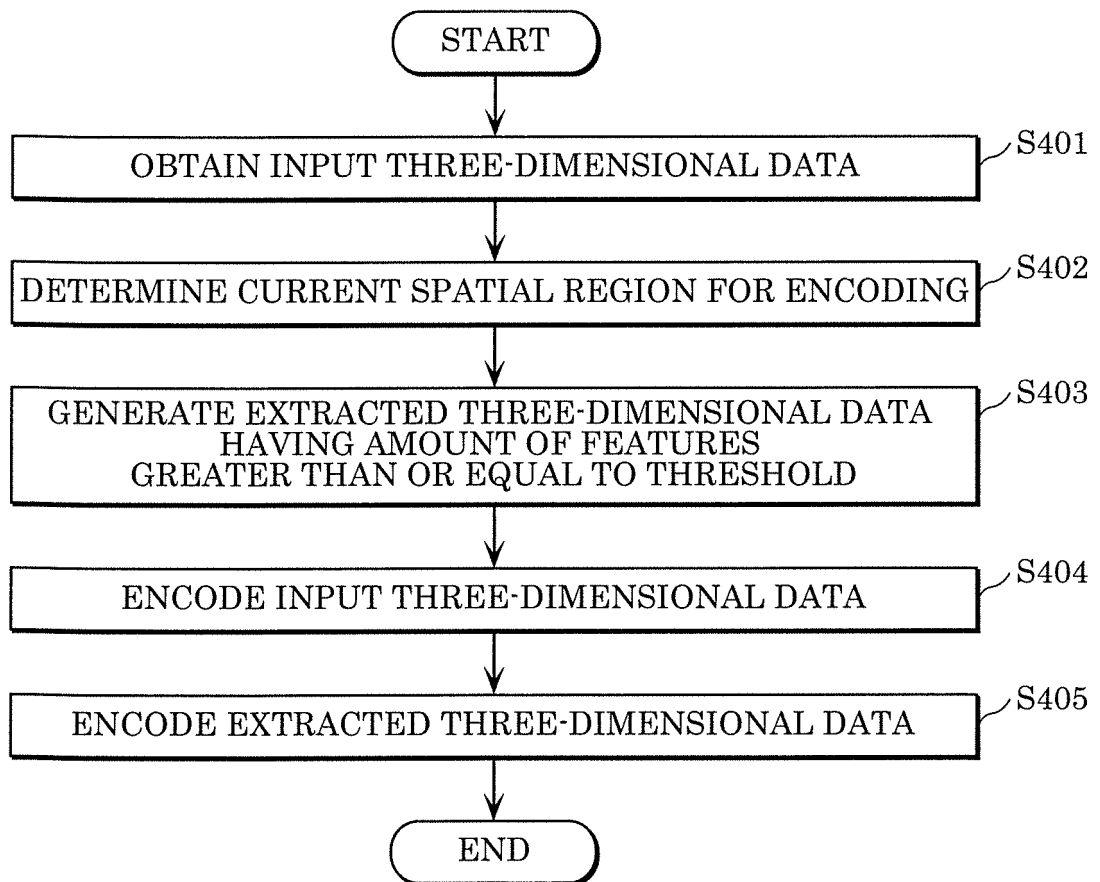 START
OBTAIN INPUT THREE-DIMENSIONAL DATA
S401
DETERMINE CURRENT SPATIAL REGION FOR ENCODING
S402
GENERATE EXTRACTED THREE-DIMENSIONAL DATA
HAVING AMOUNT OF FEATURES
GREATER THAN OR EQUAL TO THRESHOLD
S403
ENCODE INPUT THREE-DIMENSIONAL DATA
S404
ENCODE EXTRACTED THREE-DIMENSIONAL DATA
S405
END